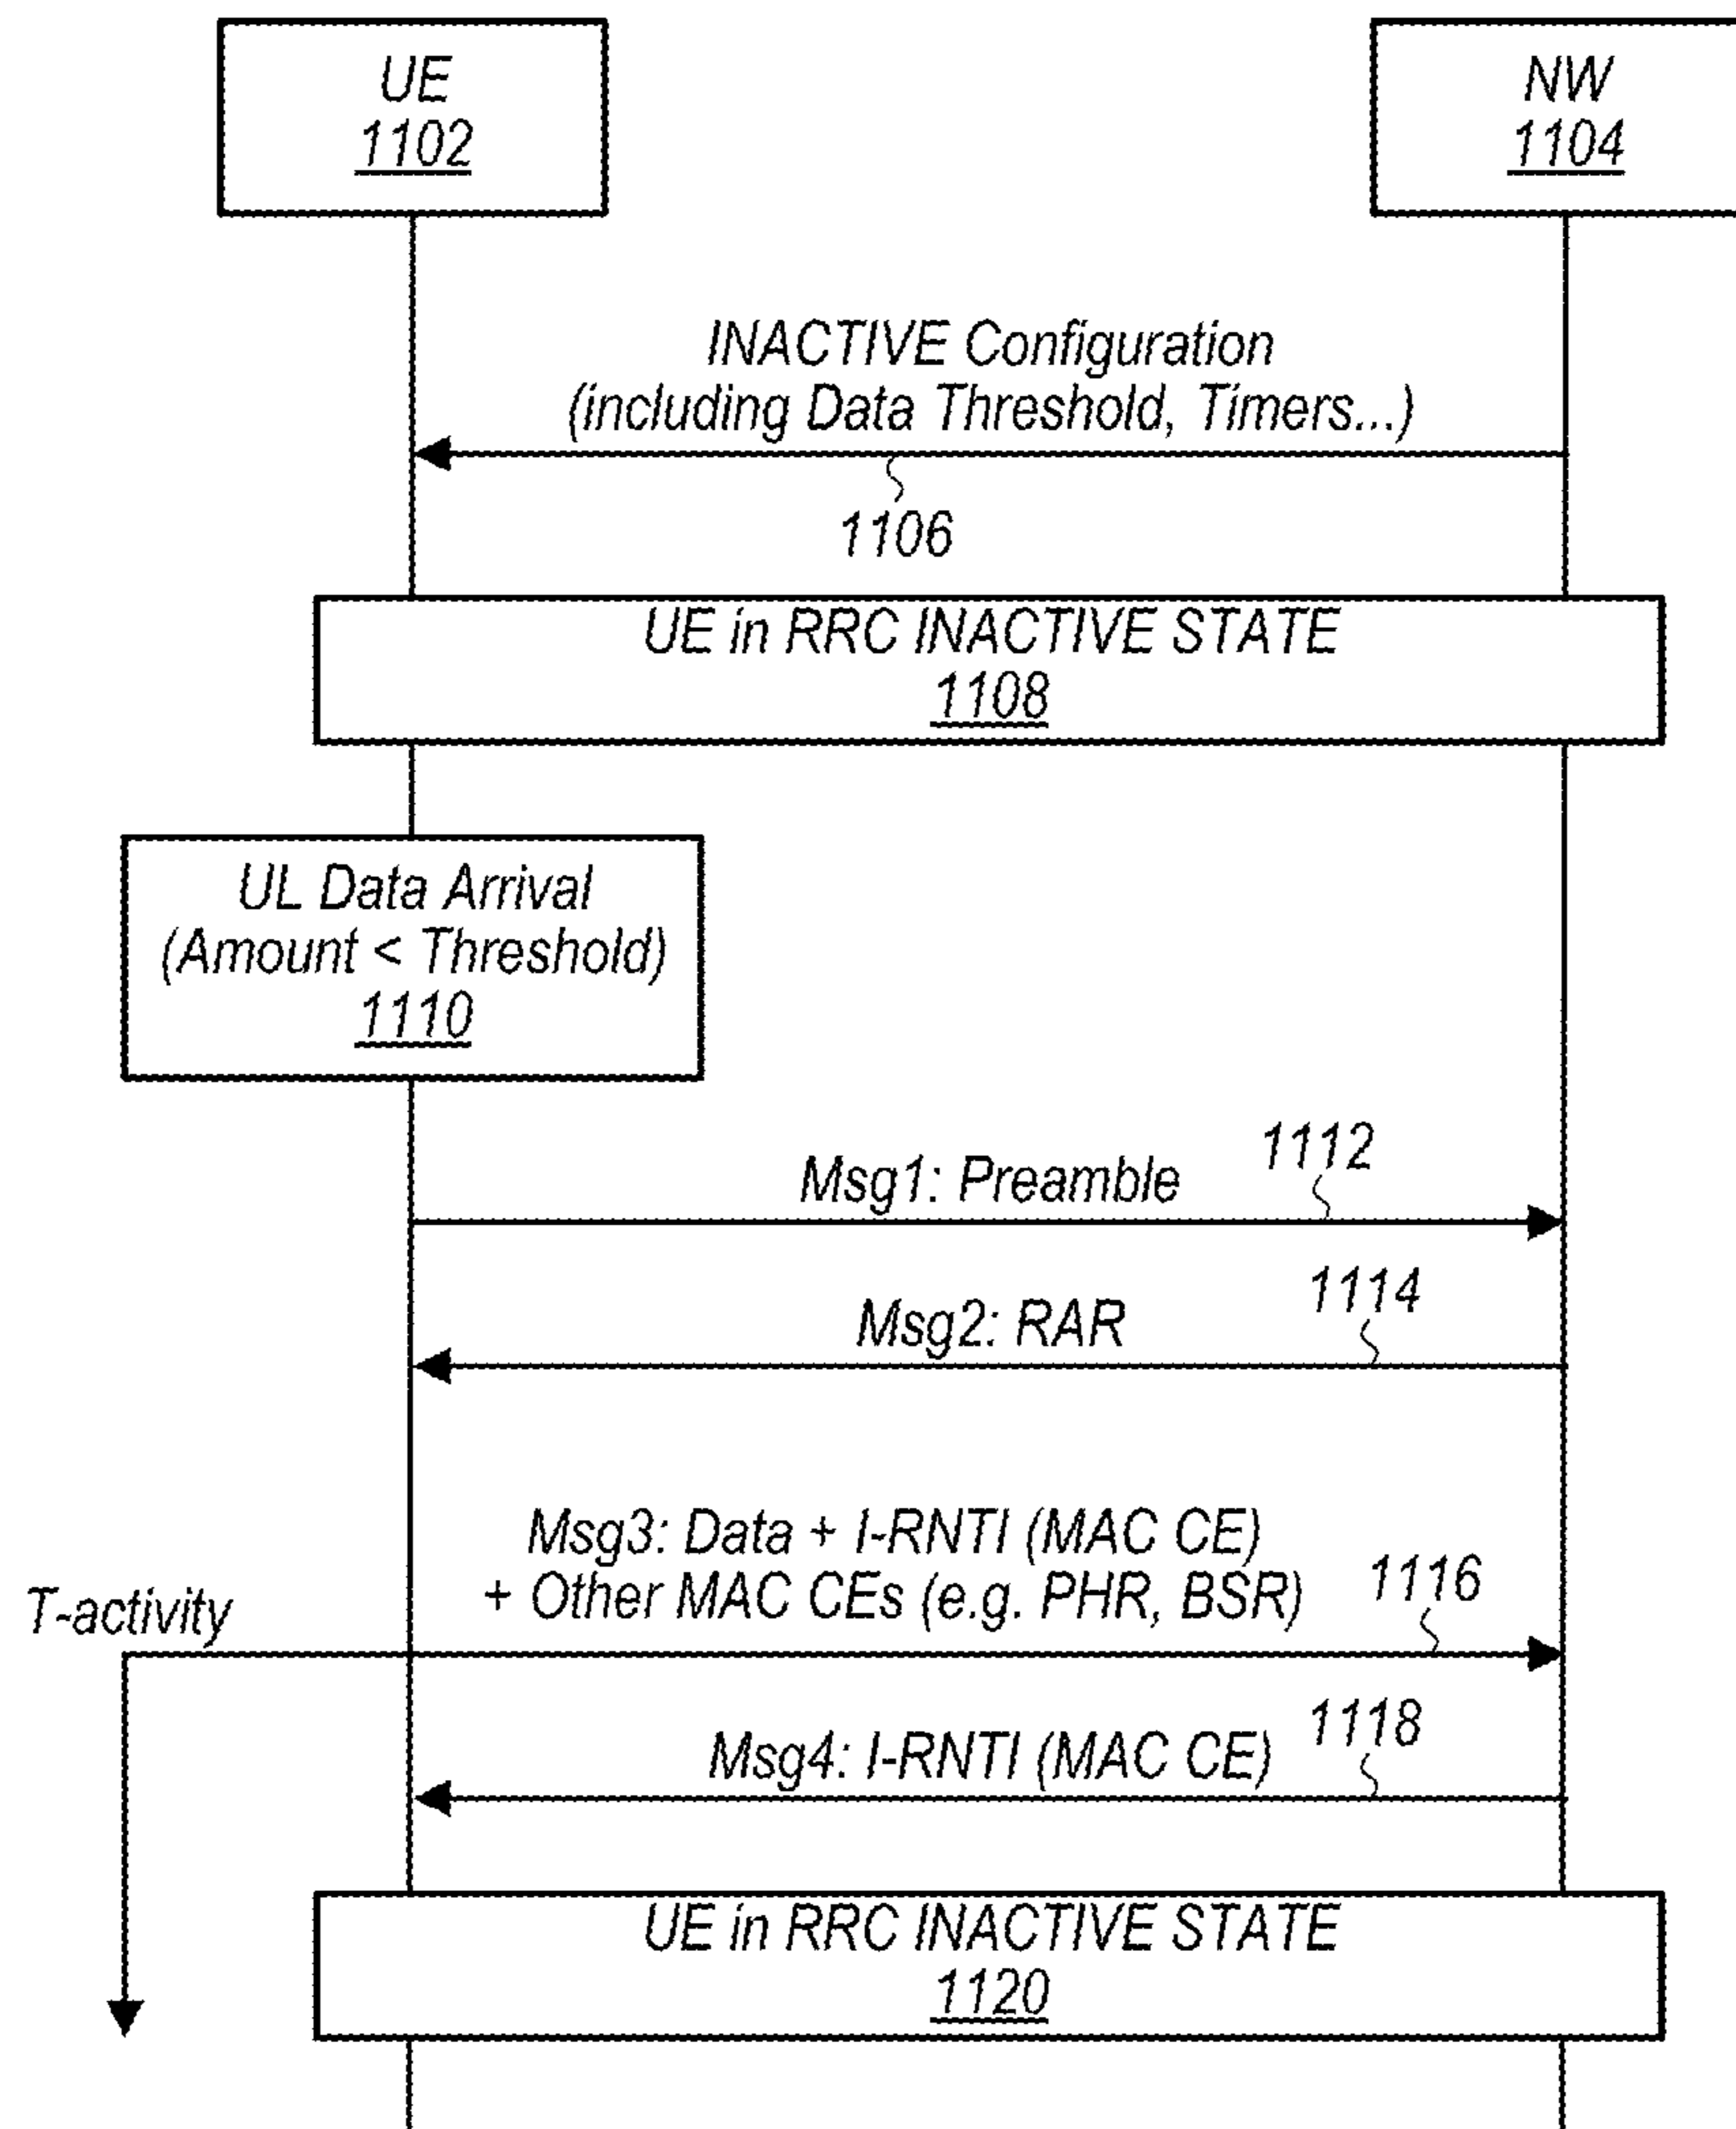 UE
1102
NW
1104
INACTIVE Configuration
(including Data Threshold, Timers...)
1106
UE in RRC INACTIVE STATE
1108
UL Data Arrival
(Amount < Threshold)
1110
1112
Msg1: Preamble
1114
Msg2: RAR
Msg3: Data + I-RNTI (MAC CE)
+ Other MAC CEs (e.g. PHR, BSR)
1116
T-activity
1118
Msg4: I-RNTI (MAC CE)
UE in RRC INACTIVE STATE
1120